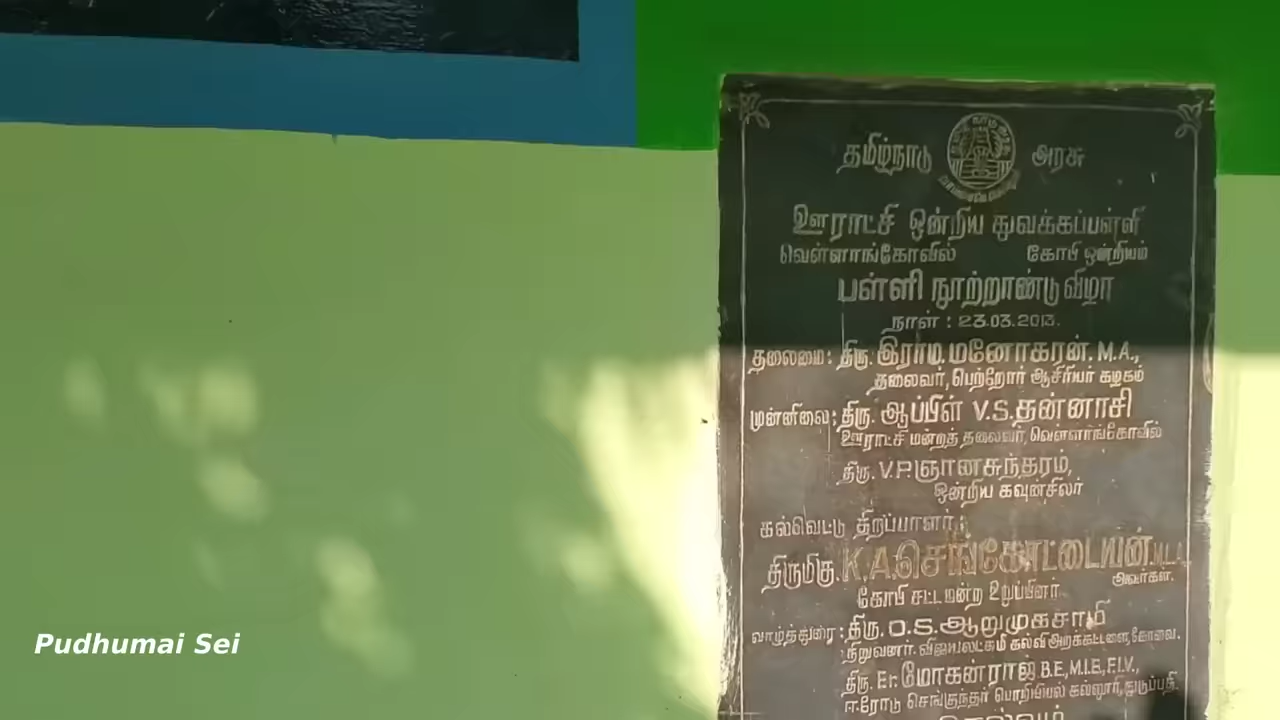 தமிழ்நாடு அரசு
ஊராட்சி ஒன்றிய துவக்கப்பள்ளி
வெள்ளாங்கோவில் கோபி ஒன்றியம்
பள்ளி நூற்றாண்டு விழா
நாள் : 23.03.2013.
தலைமை: திரு. இராம. மனோகரன். M.A.,
தலைவர், பெற்றோர் ஆசிரியர் கழகம்
முன்னிலை: திரு. ஆப்பிள் V.S.தன்னாசி
ஊராட்சி மன்றத் தலைவர், வெள்ளாங்கோவில்
திரு. V.P.ஞானசுந்தரம்,
ஒன்றிய கவுன்சிலர்
கல்வெட்டு திறப்பாளர்:
திருமிகு. K.A.செங்கோட்டையன். M.L.A.,
அவர்கள்.
கோபி சட்டமன்ற உறுப்பினர்
வாழ்த்துரை: திரு. O.S.ஆறுமுகசாமி
நிறுவனர். விஜயலட்சுமி கல்வி அறக்கட்டளை, கோவை.
திரு. Er. மோகன்ராஜ் B.E., M.I.E., F.I.V.,
ஈரோடு செங்குந்தர் பொறியியல் கல்லூரி, துடுப்பதி.
Pudhumai Sei